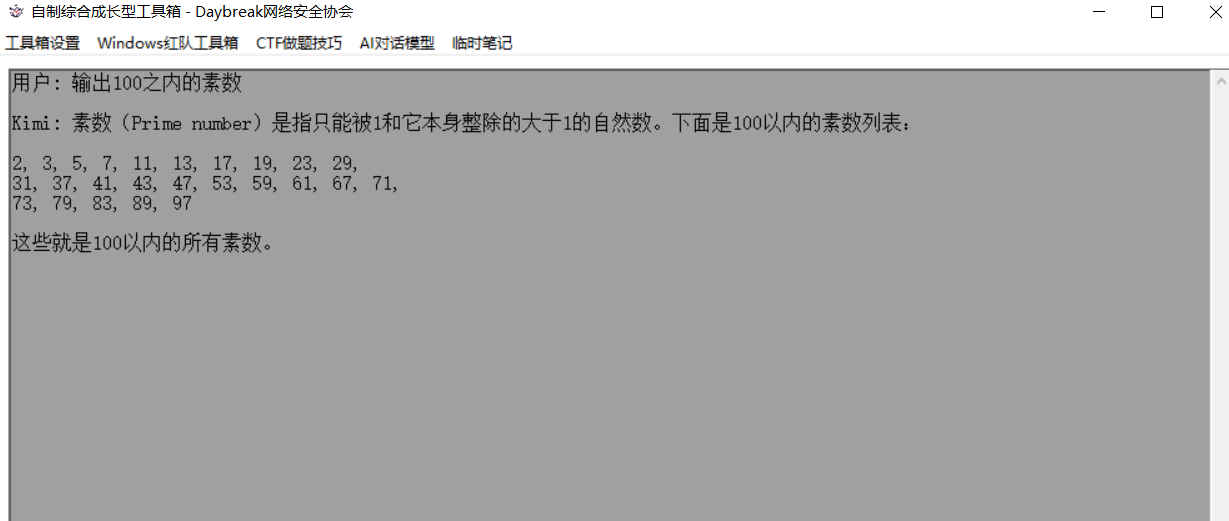 自制综合成长型工具箱 - Daybreak网络安全协会
工具箱设置 Windows红队工具箱 CTF做题技巧 AI对话模型 临时笔记
用户: 输出100之内的素数
Kimi: 素数（Prime number）是指只能被1和它本身整除的大于1的自然数。下面是100以内的素数列表：
2, 3, 5, 7, 11, 13, 17, 19, 23, 29,
31, 37, 41, 43, 47, 53, 59, 61, 67, 71,
73, 79, 83, 89, 97
这些就是100以内的所有素数。